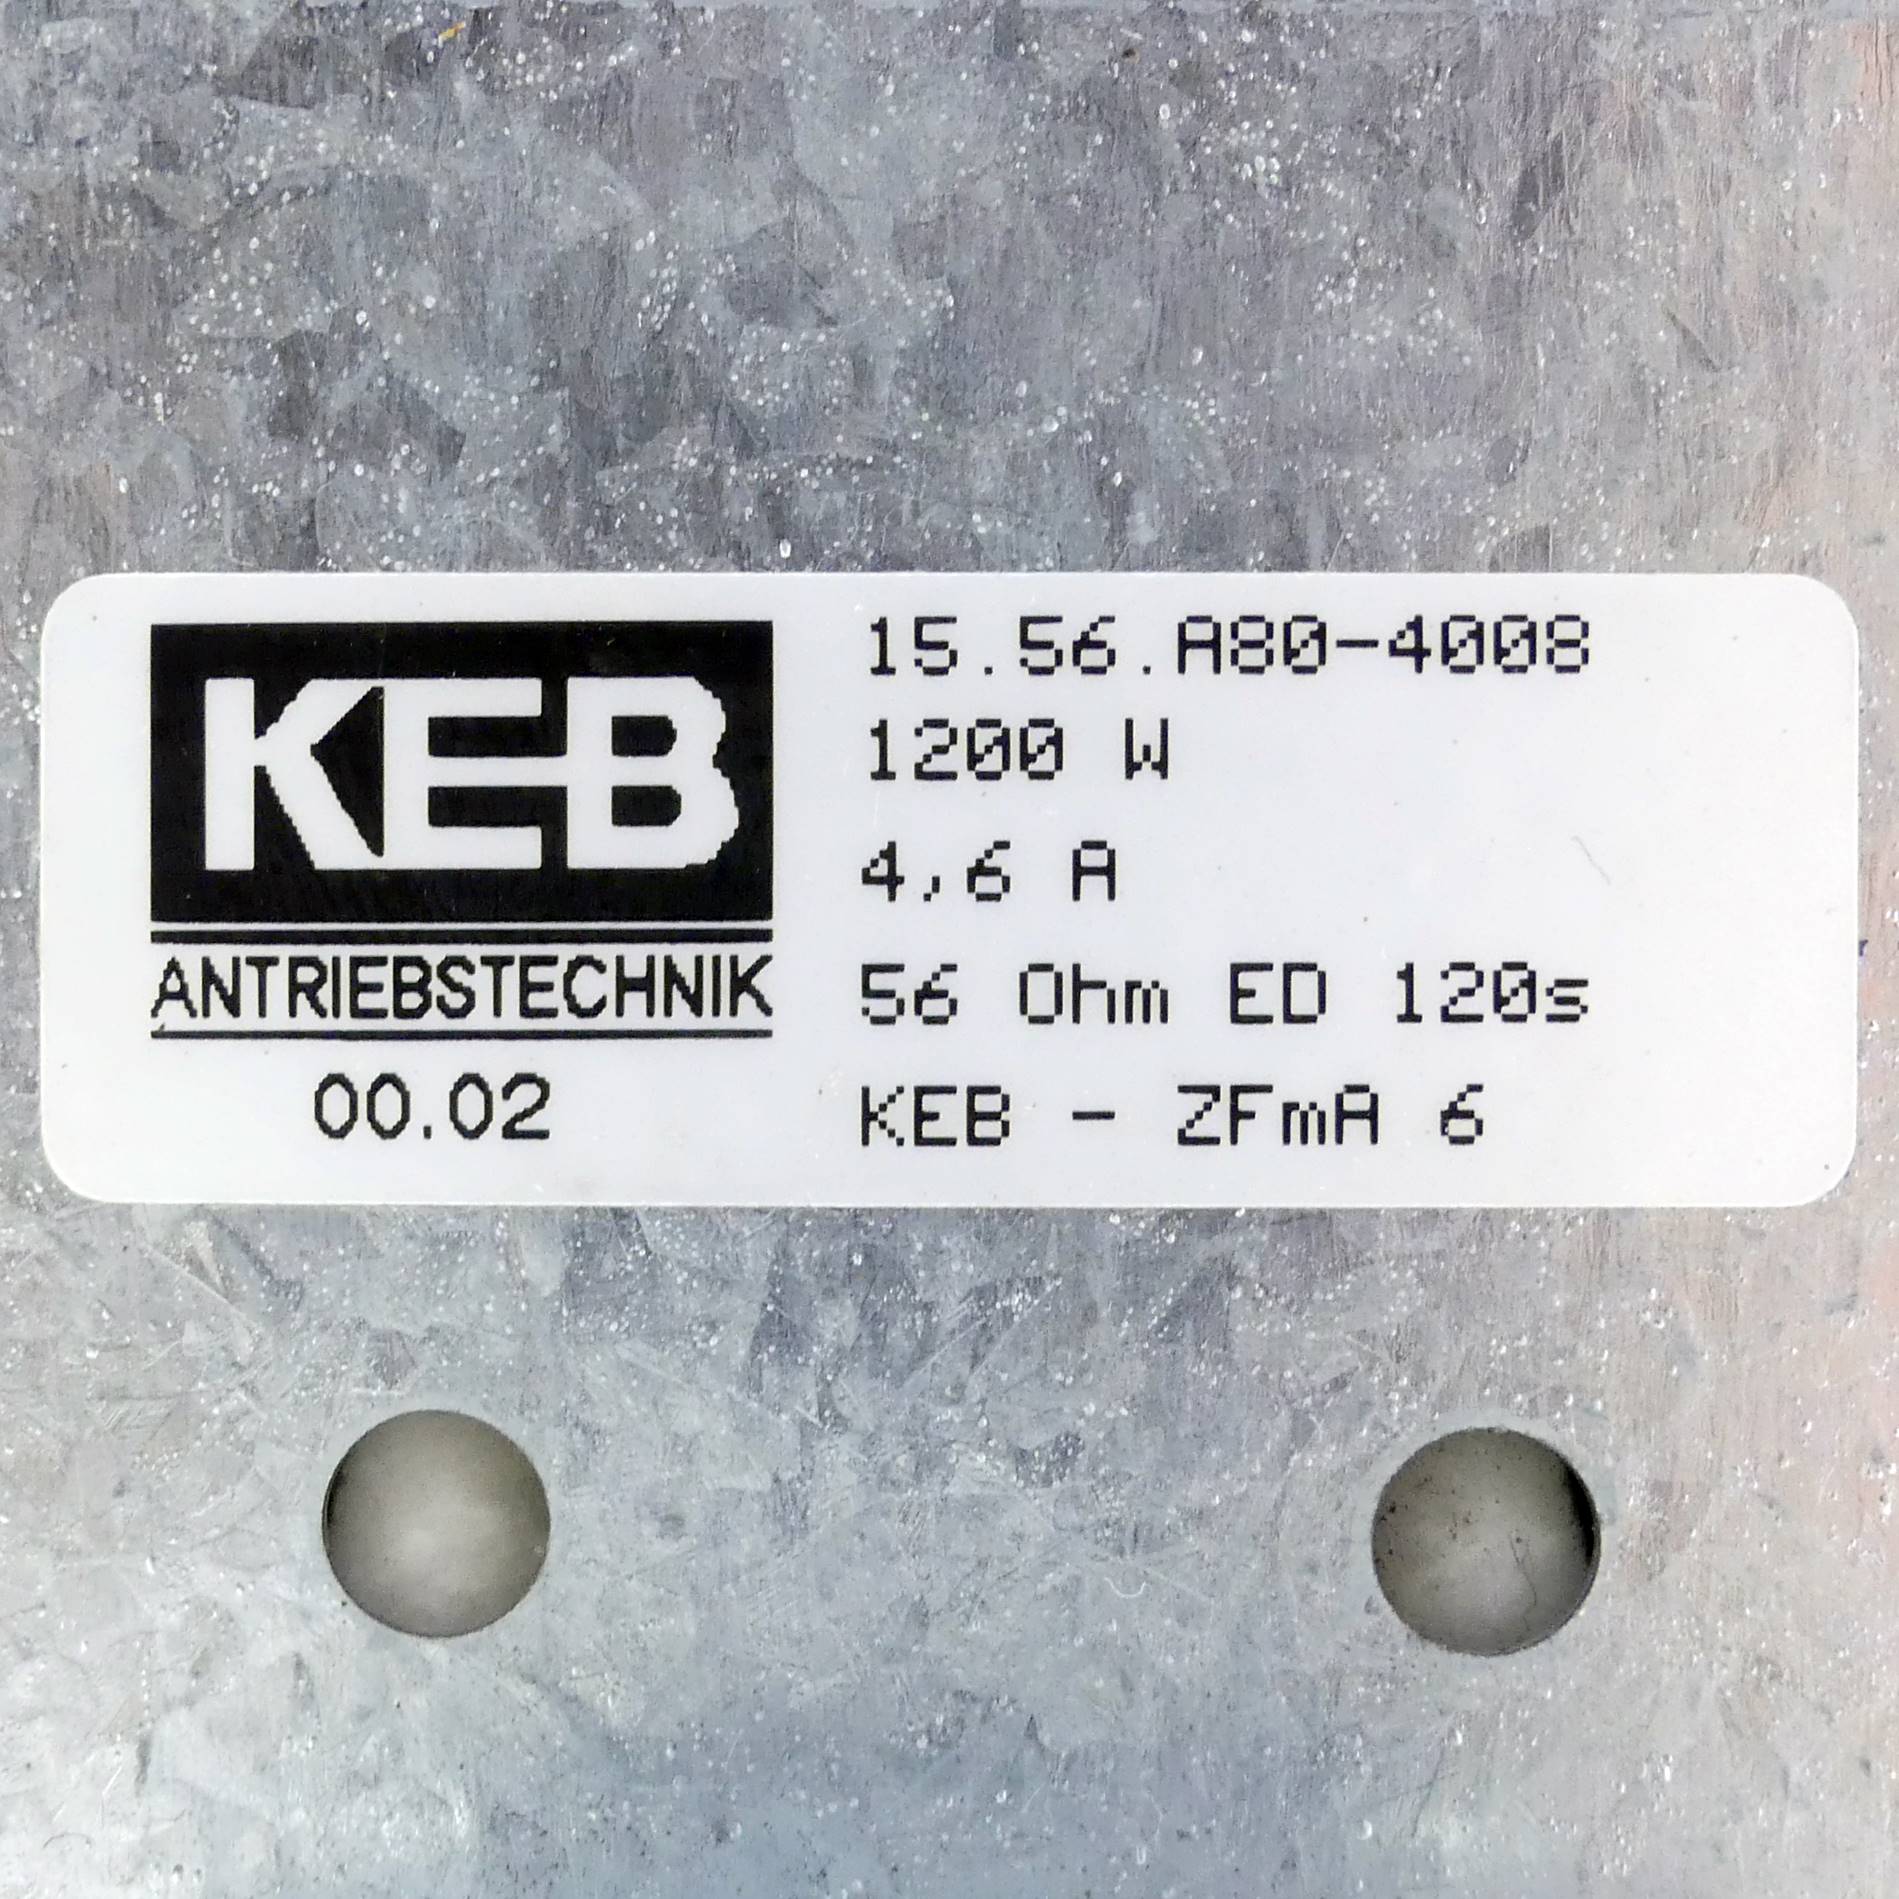 KEB
ANTRIEBSTECHNIK
00.02
15.56.A80-4008
1200 W
4,6 A
56 Ohm ED 120s
KEB - ZFmA 6